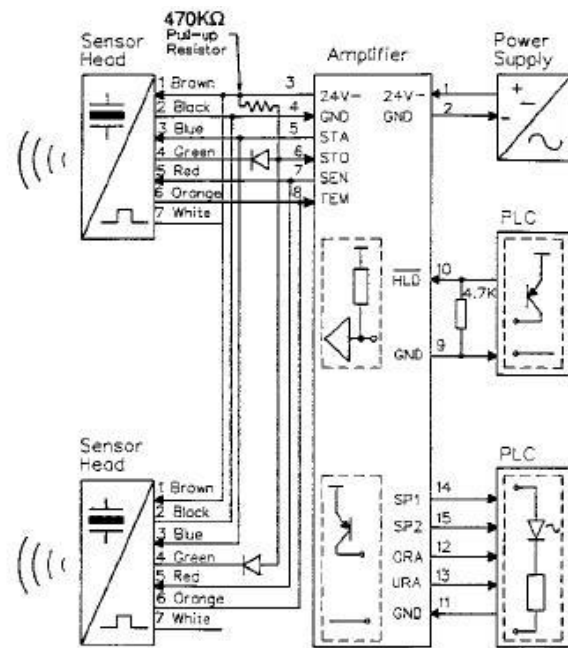 470KΩ
Pull-up
Resistor
Sensor
Head
Amplifier
Power
Supply
1 Brown
2 Black
3 Blue
4 Green
5 Red
6 Orange
7 White
3
4
5
6
7
8
24V-
GND
STA
STO
SEN
TEM
24V-
GND
1
2
+
-
-
PLC
HLD
10
4.7K
GND
9
Sensor
Head
1 Brown
2 Black
3 Blue
4 Green
5 Red
6 Orange
7 White
PLC
SP1 14
SP2 15
ORA 12
URA 13
GND 11